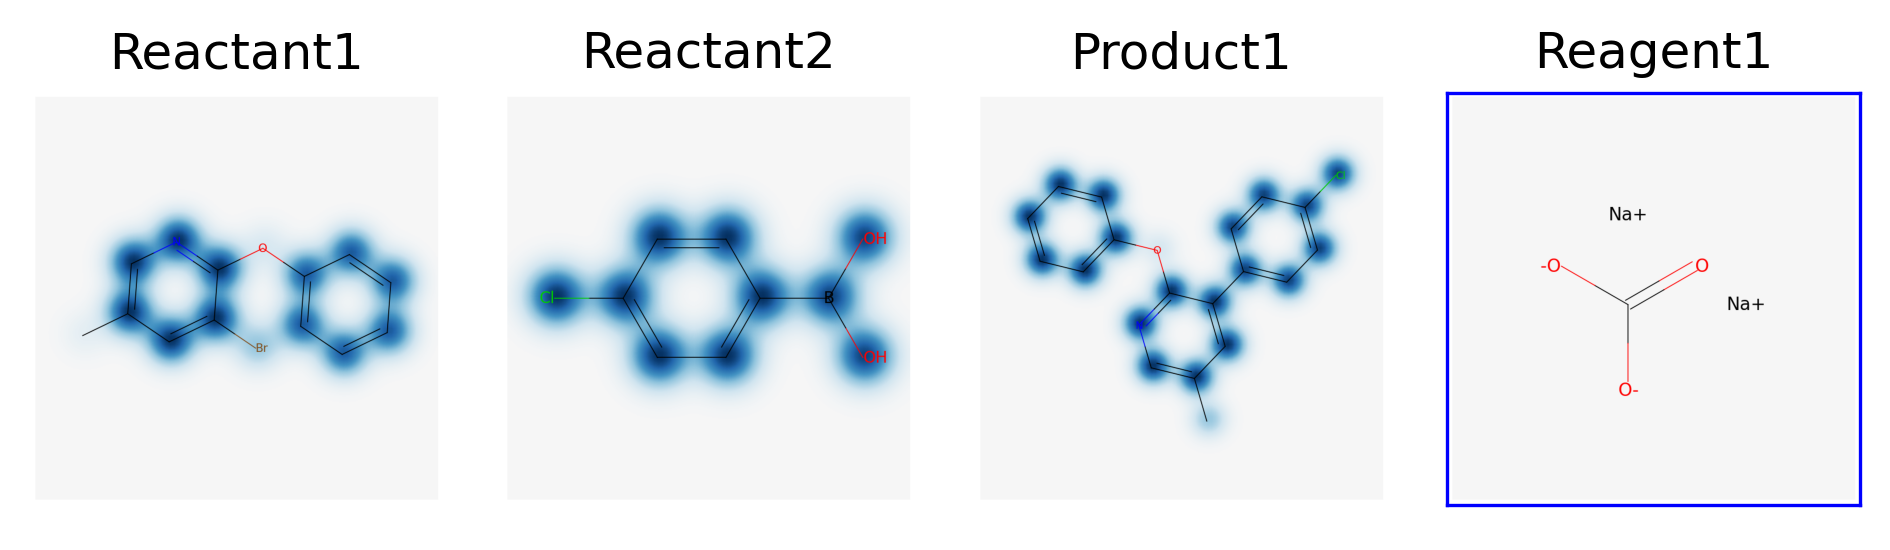 Reactant1 Reactant2 Product1 Reagent1
N O Br
Cl B OH OH
Cl O N
Na+
-O O
Na+
O-